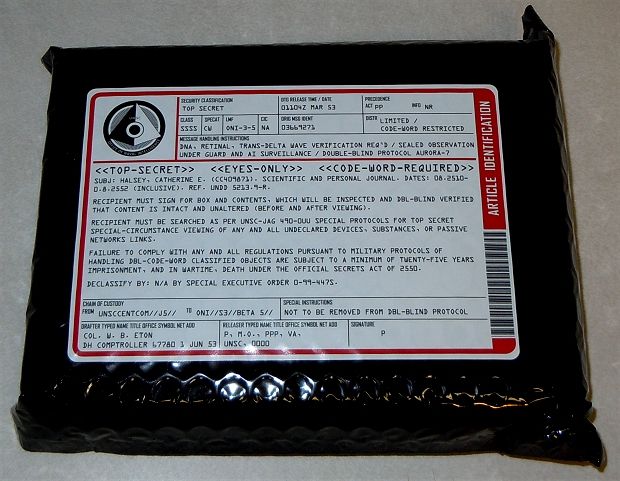 SECURITY CLASSIFICATION
TOP SECRET
DTG RELEASE TIME / DATE
01104Z MAR 53
PRECEDENCE
ACT PP INFO NR
CLASS
SSSS
SPECAT
CW
LMF
ONI-3-5
CIC
NA
ORIG MSG IDENT
03669271
DISTR LIMITED /
CODE-WORD RESTRICTED
MESSAGE HANDLING INSTRUCTIONS
DNA, RETINAL, TRANS-DELTA WAVE VERIFICATION REQ'D / SEALED OBSERVATION
UNDER GUARD AND AI SURVEILLANCE / DOUBLE-BLIND PROTOCOL AURORA-7
<<TOP-SECRET>> <<EYES-ONLY>> <<CODE-WORD-REQUIRED>>
SUBJ: HALSEY, CATHERINE E. (CC409871), SCIENTIFIC AND PERSONAL JOURNAL. DATES: 08.2510-
0.8.2552 (INCLUSIVE). REF. UNDD 5213.9-R.
RECIPIENT MUST SIGN FOR BOX AND CONTENTS, WHICH WILL BE INSPECTED AND DBL-BLIND VERIFIED
THAT CONTENT IS INTACT AND UNALTERED (BEFORE AND AFTER VIEWING).
RECIPIENT MUST BE SEARCHED AS PER UNSC-JAG 490-OUU SPECIAL PROTOCOLS FOR TOP SECRET
SPECIAL-CIRCUMSTANCE VIEWING OF ANY AND ALL UNDECLARED DEVICES, SUBSTANCES, OR PASSIVE
NETWORKS LINKS.
FAILURE TO COMPLY WITH ANY AND ALL REGULATIONS PURSUANT TO MILITARY PROTOCOLS OF
HANDLING DBL-CODE-WORD CLASSIFIED OBJECTS ARE SUBJECT TO A MINIMUM OF TWENTY-FIVE YEARS
IMPRISONMENT, AND IN WARTIME, DEATH UNDER THE OFFICIAL SECRETS ACT OF 2550.
DECLASSIFY BY: N/A BY SPECIAL EXECUTIVE ORDER 0-99-447S.
CHAIN OF CUSTODY
FROM UNSCCENTCOM//J5// TO ONI//S3//BETA 5//
SPECIAL INSTRUCTIONS
NOT TO BE REMOVED FROM DBL-BLIND PROTOCOL
DRAFTER TYPED NAME TITLE OFFICE SYMBOL NET ADD
COL. W. B. ETON
DH COMPTROLLER 67780 1 JUN 53
RELEASER TYPED NAME TITLE OFFICE SYMBOL NET ADD
P, M.O., PPP, VA,
UNSC, 0000
SIGNATURE
P
ARTICLE IDENTIFICATION